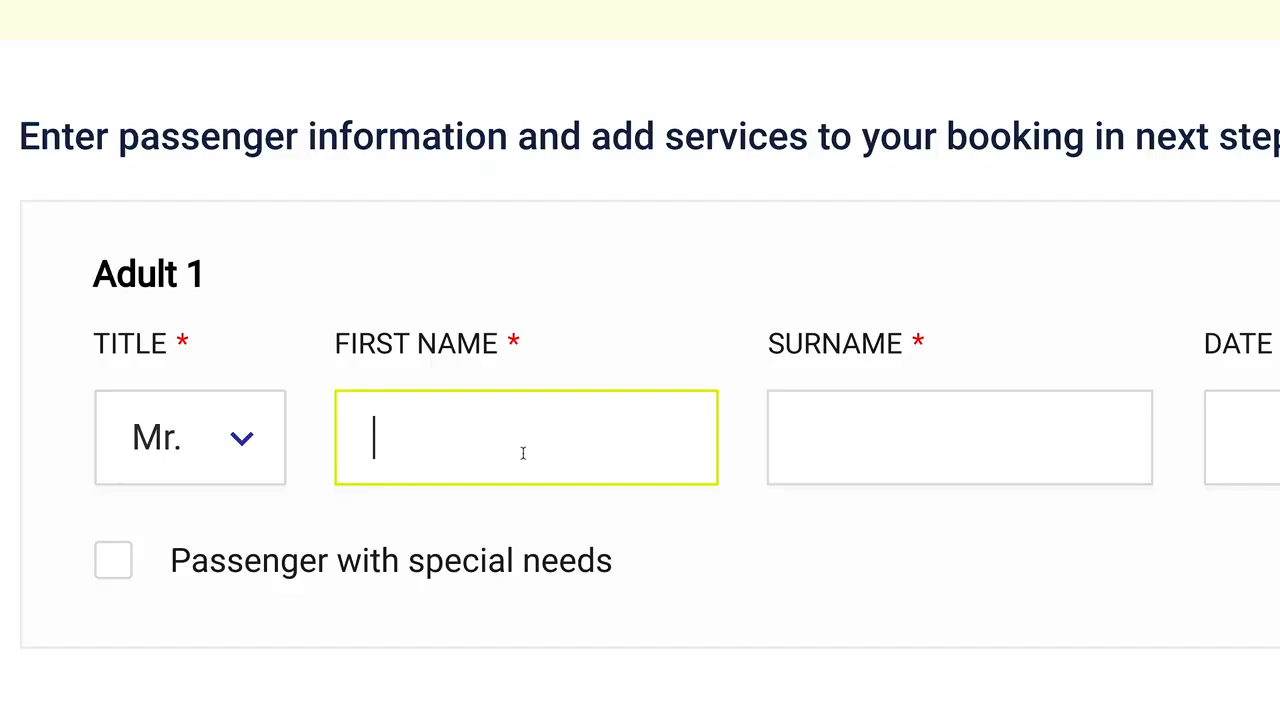 Enter passenger information and add services to your booking in next
Adult 1
TITLE * FIRST NAME * SURNAME * DATE
Mr.
Passenger with special needs